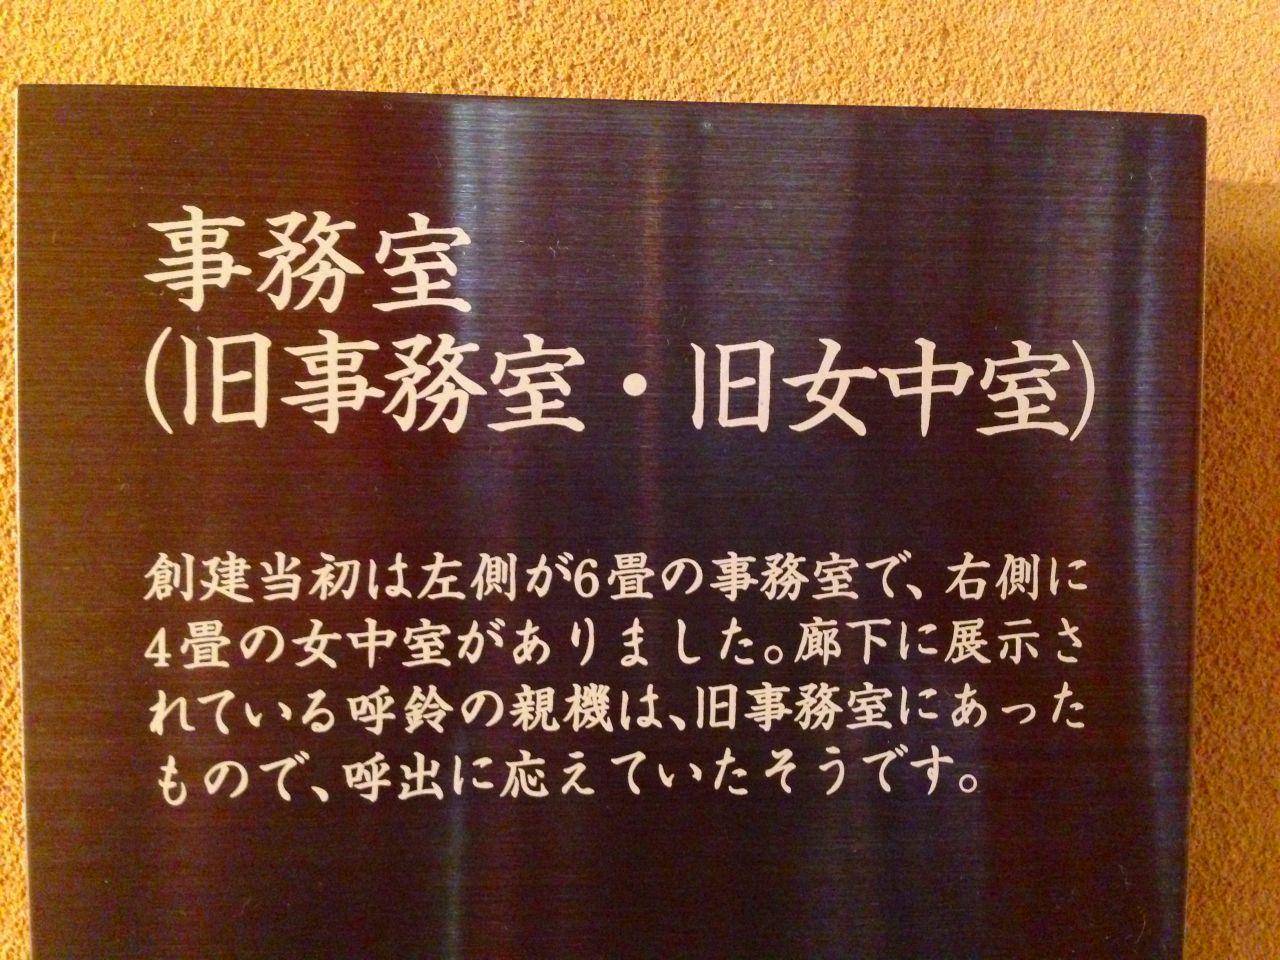 事務室
(旧事務室・旧女中室)
創建当初は左側が6畳の事務室で、右側に
4畳の女中室がありました。廊下に展示さ
れている呼鈴の親機は、旧事務室にあった
もので、呼出に応えていたそうです。